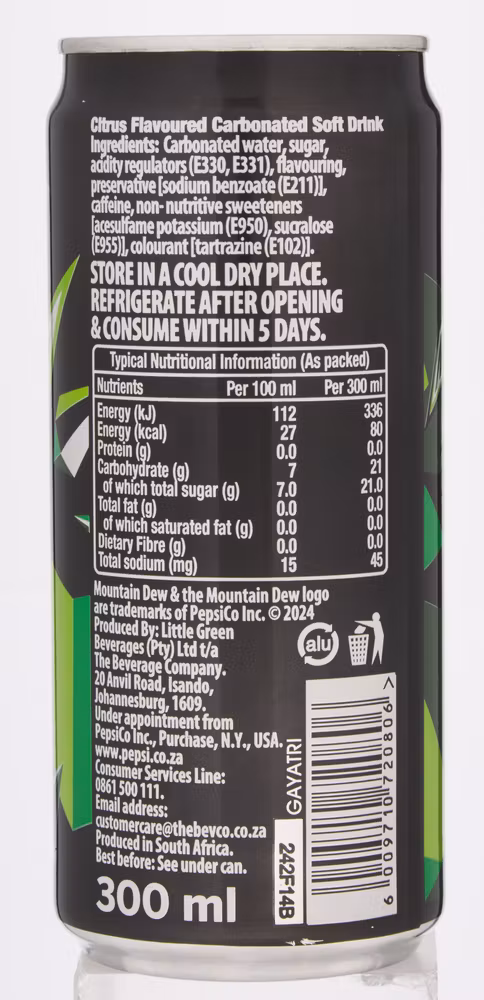 Citrus Flavoured Carbonated Soft Drink
Ingredients: Carbonated water, sugar,
acidity regulators (E330, E331), flavouring,
preservative [sodium benzoate (E211)],
caffeine, non- nutritive sweeteners
[acesulfame potassium (E950), sucralose
(E955)], colourant [tartrazine (E102)].
STORE IN A COOL DRY PLACE.
REFRIGERATE AFTER OPENING
& CONSUME WITHIN 5 DAYS.
Typical Nutritional Information (As packed)
Nutrients Per 100 ml Per 300 ml
Energy (kJ) 112 336
Energy (kcal) 27 80
Protein (g) 0.0 0.0
Carbohydrate (g) 7 21
of which total sugar (g) 7.0 21.0
Total fat (g) 0.0 0.0
of which saturated fat (g) 0.0 0.0
Dietary Fibre (g) 0.0 0.0
Total sodium (mg) 15 45
Mountain Dew & the Mountain Dew logo
are trademarks of PepsiCo Inc. © 2024
Produced By: Little Green
Beverages (Pty) Ltd t/a
The Beverage Company.
20 Anvil Road, Isando,
Johannesburg, 1609.
Under appointment from
PepsiCo Inc., Purchase, N.Y., USA.
www.pepsi.co.za
Consumer Services Line:
0861 500 111.
Email address:
customercare@thebevco.co.za
Produced in South Africa.
Best before: See under can.
300 ml
alu
GAYATRI
242F14B
6 009710 720806 >